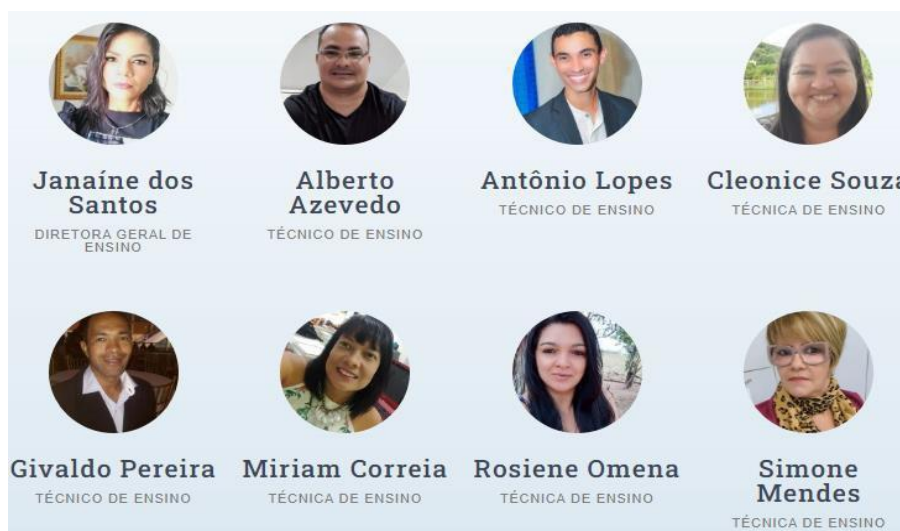 Janaíne dos
Santos
DIRETORA GERAL DE
ENSINO
Alberto
Azevedo
TÉCNICO DE ENSINO
Antônio Lopes
TÉCNICO DE ENSINO
Cleonice Souza
TÉCNICA DE ENSINO
Givaldo Pereira
TÉCNICO DE ENSINO
Miriam Correia
TÉCNICA DE ENSINO
Rosiene Omena
TÉCNICA DE ENSINO
Simone
Mendes
TÉCNICA DE ENSINO